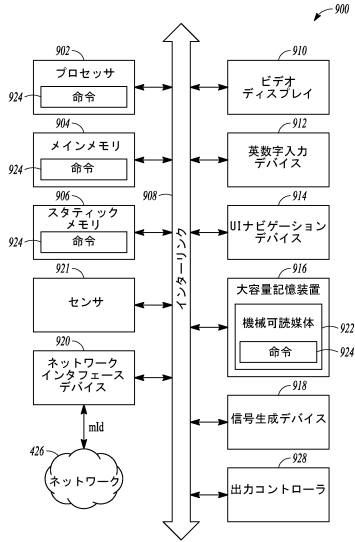 900
902
プロセッサ
924
命令
904
メインメモリ
924
命令
906
スタティック
メモリ
924
命令
921
センサ
920
ネットワーク
インタフェース
デバイス
mId
426
ネットワーク
908
インターリンク
910
ビデオ
ディスプレイ
912
英数字入力
デバイス
914
UIナビゲーション
デバイス
916
大容量記憶装置
機械可読媒体
922
命令
924
918
信号生成デバイス
928
出力コントローラ